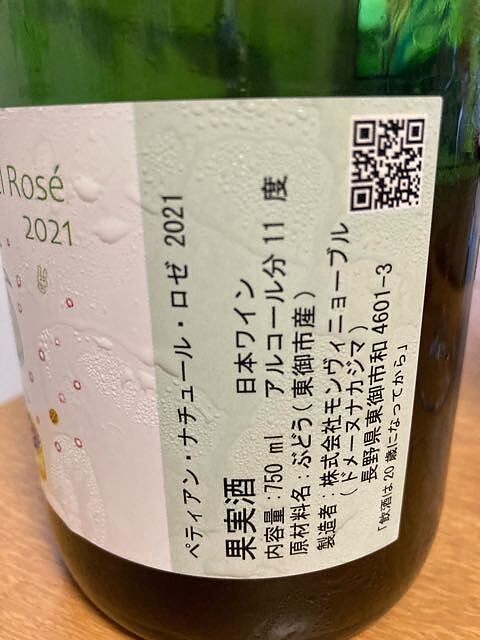 Rosé
2021
ペティアン・ナチュール・ロゼ 2021
果実酒　日本ワイン
内容量:750 ml　アルコール分 11 度
原材料名:ぶどう(東御市産)
製造者:株式会社モンヴィニョーブル
(ドメーヌナカジマ)
長野県東御市和 4601-3
「飲酒は20歳になってから」